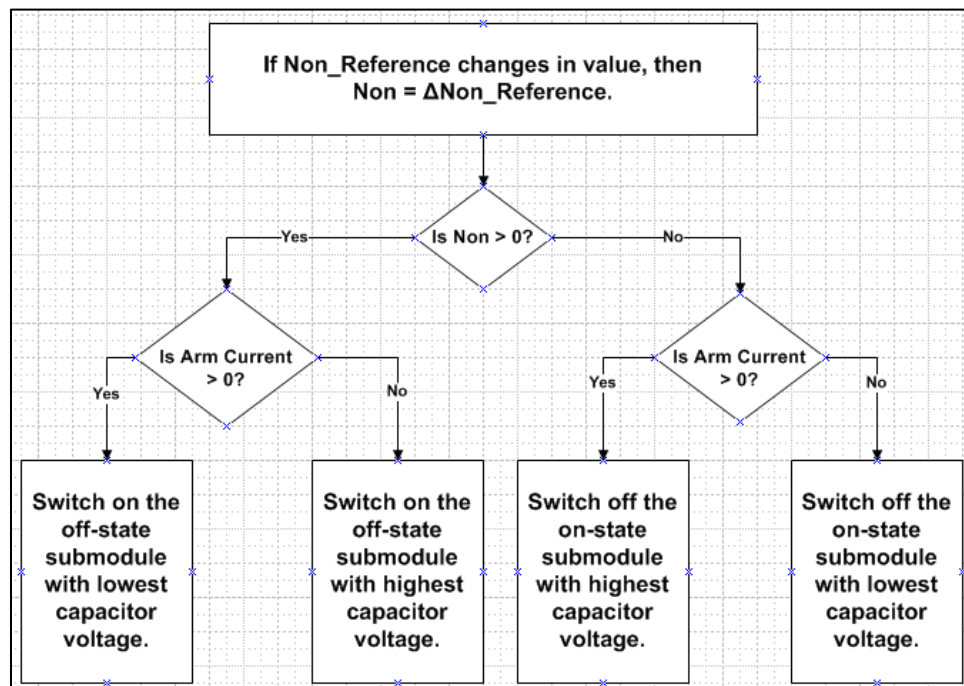 If Non_Reference changes in value, then
Non = ΔNon_Reference.
Is Non > 0?
Yes
No
Is Arm Current
> 0?
Yes
No
Is Arm Current
> 0?
Yes
No
Switch on the
off-state
submodule
with lowest
capacitor
voltage.
Switch on the
off-state
submodule
with highest
capacitor
voltage.
Switch off the
on-state
submodule
with highest
capacitor
voltage.
Switch off the
on-state
submodule
with lowest
capacitor
voltage.